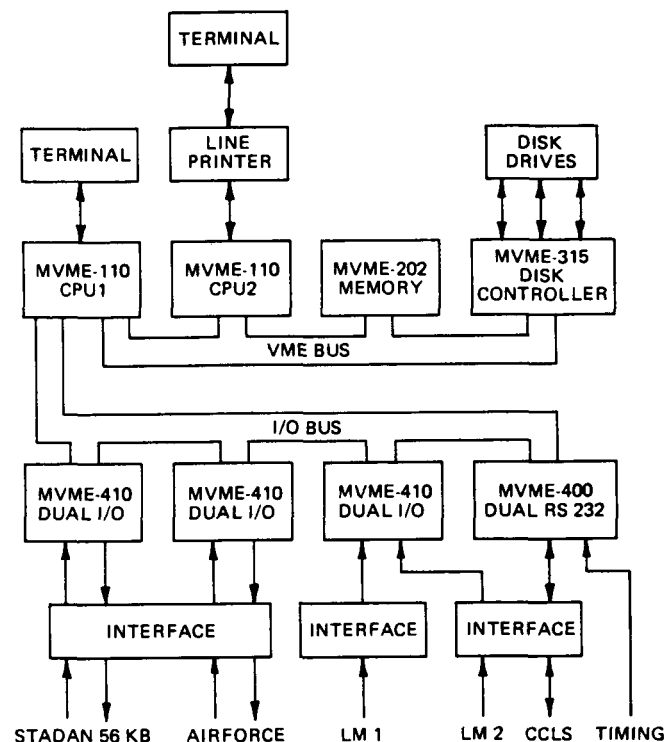 TERMINAL
TERMINAL
LINE
PRINTER
DISK
DRIVES
MVME-110
CPU1
MVME-110
CPU2
MVME-202
MEMORY
MVME-315
DISK
CONTROLLER
VME BUS
I/O BUS
MVME-410
DUAL I/O
MVME-410
DUAL I/O
MVME-410
DUAL I/O
MVME-400
DUAL RS 232
INTERFACE
INTERFACE
INTERFACE
STADAN 56 KB
AIRFORCE
LM 1
LM 2
CCLS
TIMING